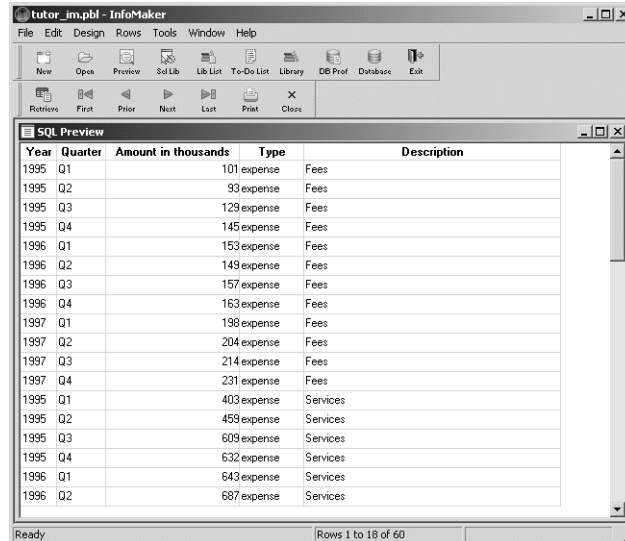 tutor_im.pbl - InfoMaker
File Edit Design Rows Tools Window Help
New Open Preview Sel Lib Lib List To-Do List Library DB Prof Database Exit
Retrieve First Prior Next Last Print Close
SQL Preview
Year Quarter Amount in thousands Type Description
1995 Q1 101 expense Fees
1995 Q2 93 expense Fees
1995 Q3 129 expense Fees
1995 Q4 145 expense Fees
1996 Q1 153 expense Fees
1996 Q2 149 expense Fees
1996 Q3 157 expense Fees
1996 Q4 163 expense Fees
1997 Q1 198 expense Fees
1997 Q2 204 expense Fees
1997 Q3 214 expense Fees
1997 Q4 231 expense Fees
1995 Q1 403 expense Services
1995 Q2 459 expense Services
1995 Q3 609 expense Services
1995 Q4 632 expense Services
1996 Q1 643 expense Services
1996 Q2 687 expense Services
Ready Rows 1 to 18 of 60